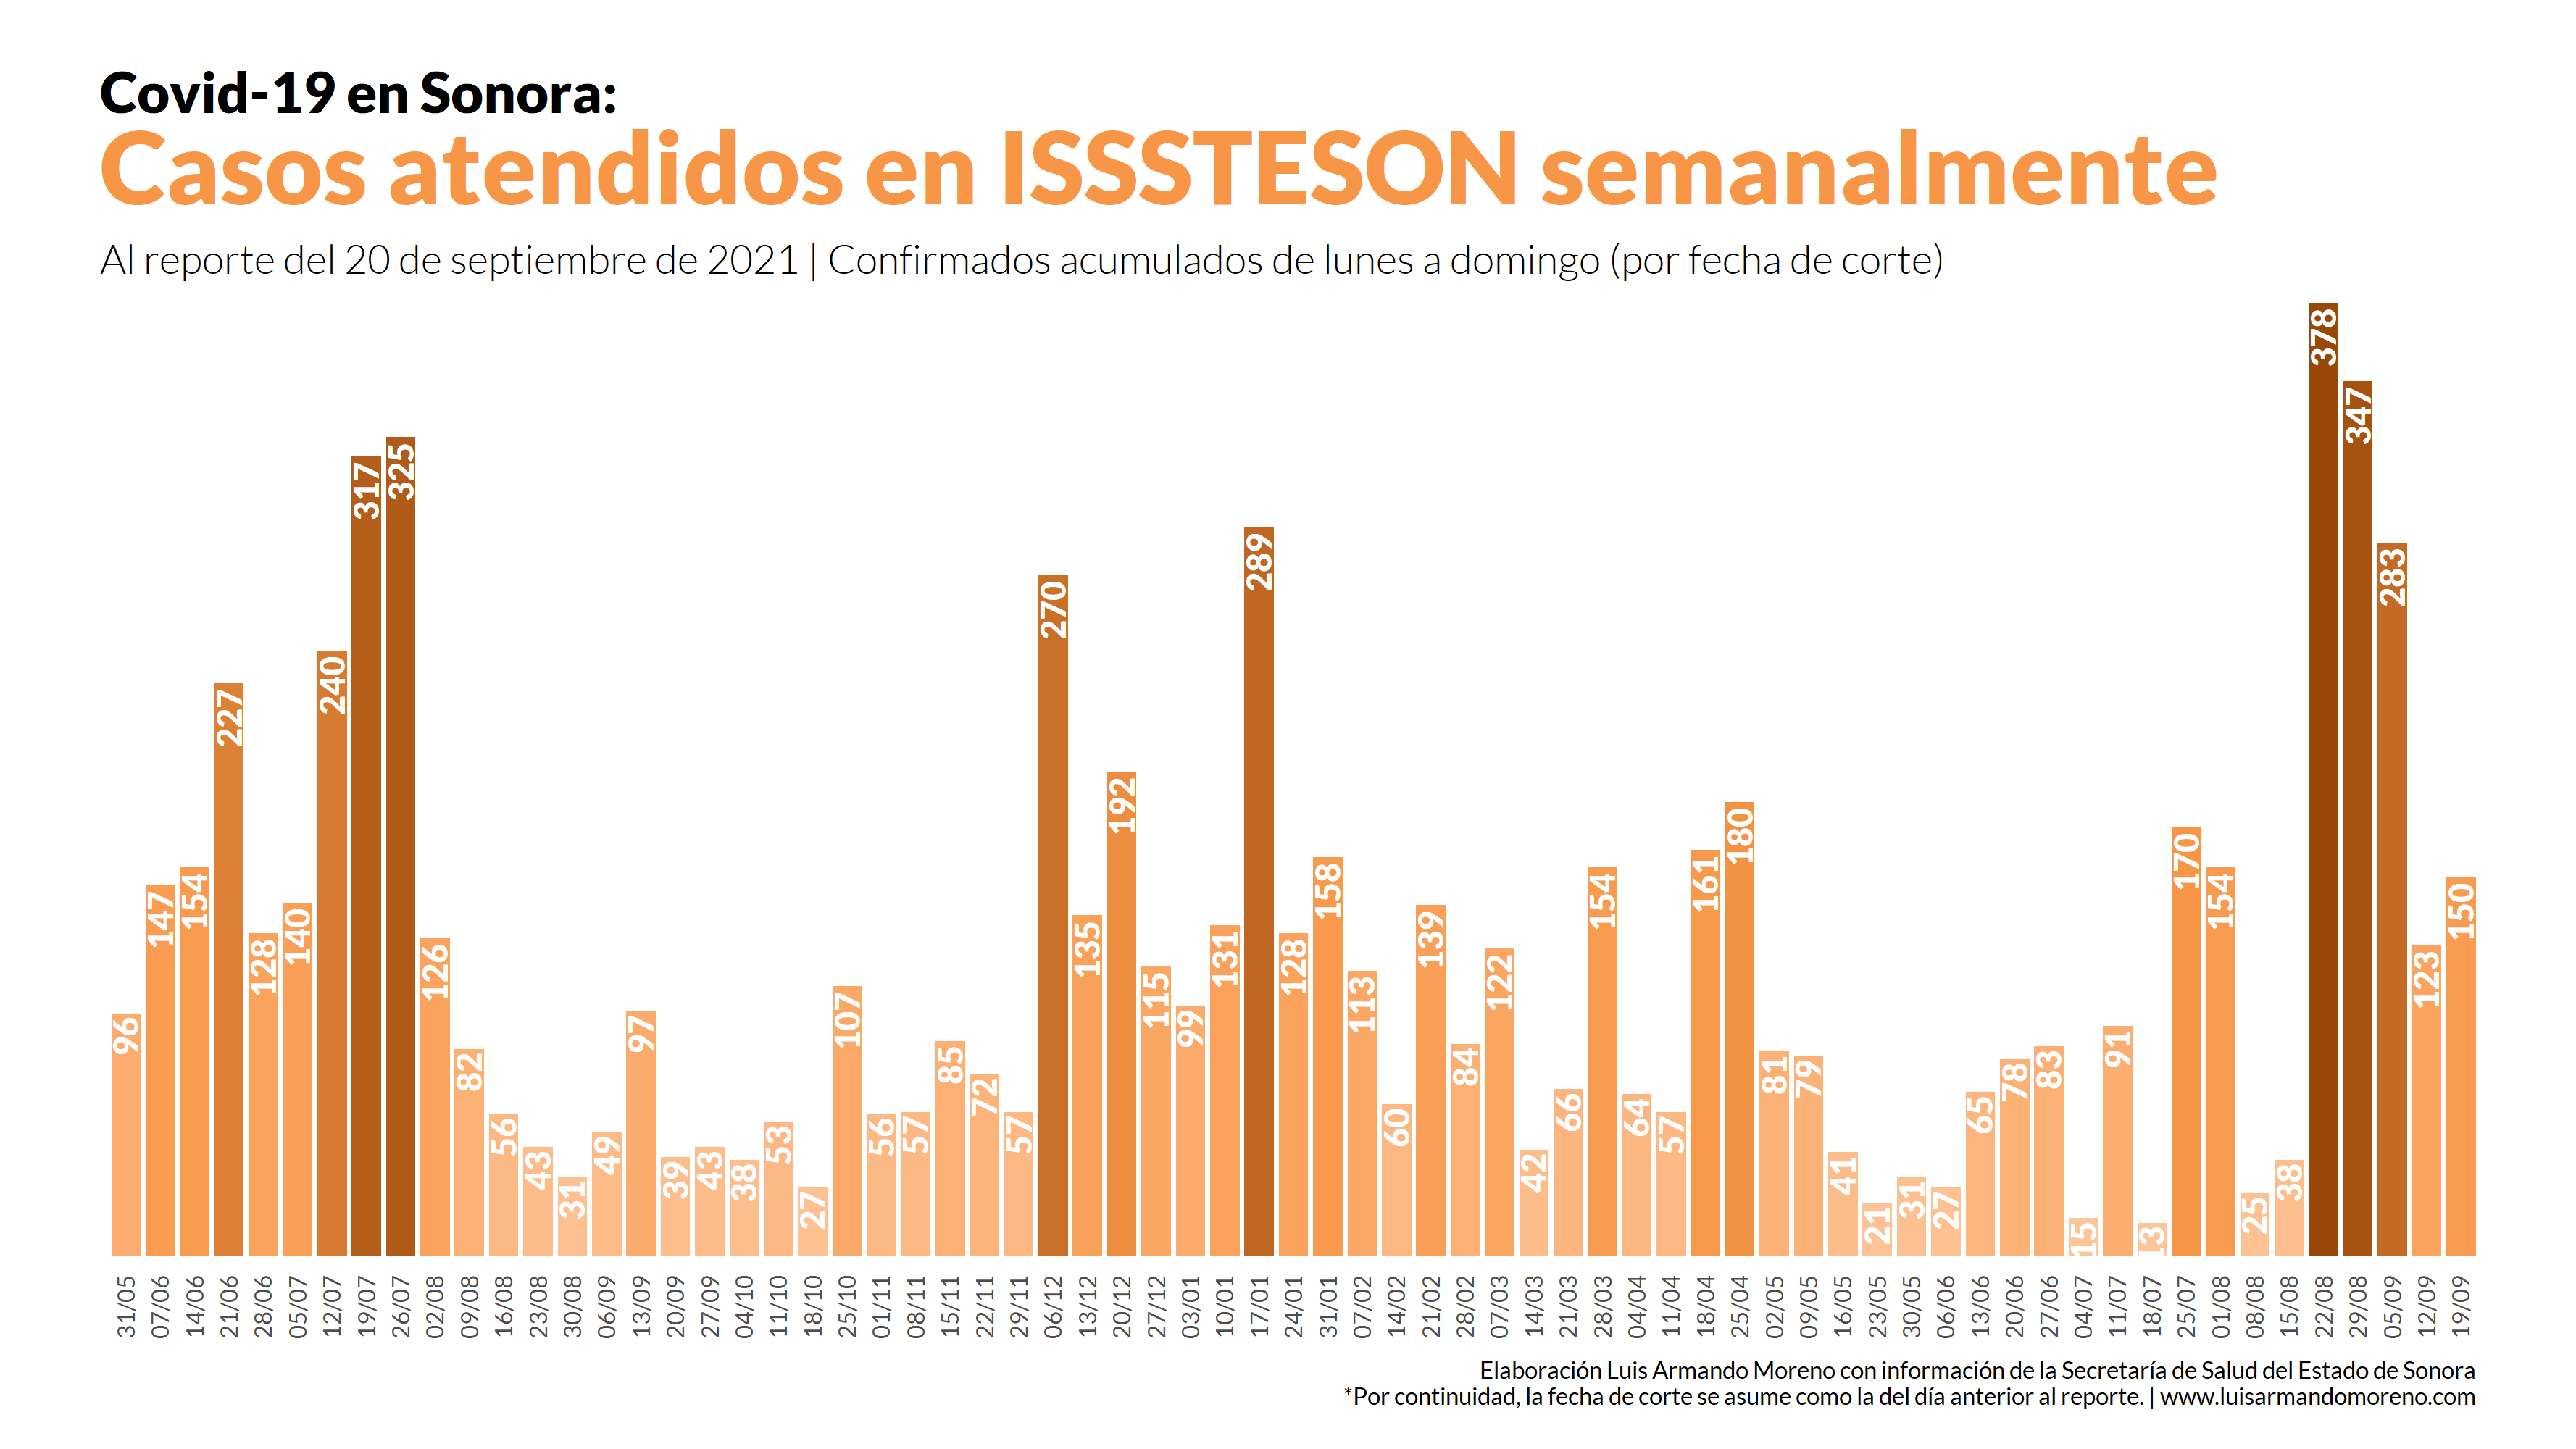 Covid-19 en Sonora:
Casos atendidos en ISSSTESON semanalmente
Al reporte del 20 de septiembre de 2021 | Confirmados acumulados de lunes a domingo (por fecha de corte)
96 147 154 227 128 140 240 317 325 126 82 56 43 31 49 97 39 43 38 53 27 107 56 57 85 72 57 270 135 192 115 99 131 289 128 158 113 60 139 84 122 42 66 154 64 57 161 180 81 79 41 21 31 27 65 78 83 15 91 13 170 154 25 38 378 347 283 123 150
31/05 07/06 14/06 21/06 28/06 05/07 12/07 19/07 26/07 02/08 09/08 16/08 23/08 30/08 06/09 13/09 20/09 27/09 04/10 11/10 18/10 25/10 01/11 08/11 15/11 22/11 29/11 06/12 13/12 20/12 27/12 03/01 10/01 17/01 24/01 31/01 07/02 14/02 21/02 28/02 07/03 14/03 21/03 28/03 04/04 11/04 18/04 25/04 02/05 09/05 16/05 23/05 30/05 06/06 13/06 20/06 27/06 04/07 11/07 18/07 25/07 01/08 08/08 15/08 22/08 29/08 05/09 12/09 19/09
Elaboración Luis Armando Moreno con información de la Secretaría de Salud del Estado de Sonora
*Por continuidad, la fecha de corte se asume como la del día anterior al reporte. | www.luisarmandomoreno.com